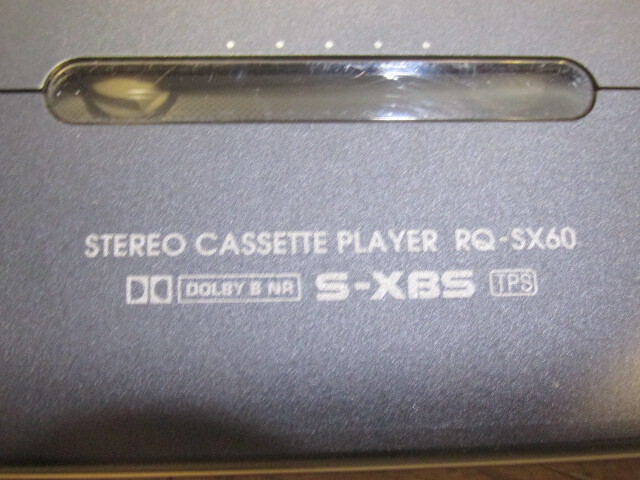 STEREO CASSETTE PLAYER RQ-SX60
DOLBY B NR S-XBS TPS